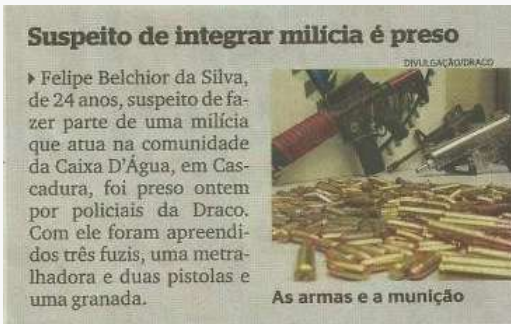 Suspeito de integrar milícia é preso
DIVULGAÇÃO/DRACO
Felipe Belchior da Silva,
de 24 anos, suspeito de fa-
zer parte de uma milícia
que atua na comunidade
da Caixa D'Água, em Cas-
cadura, foi preso ontem
por policiais da Draco.
Com ele foram apreendi-
dos três fuzis, uma metra-
lhadora e duas pistolas e
uma granada.
As armas e a munição